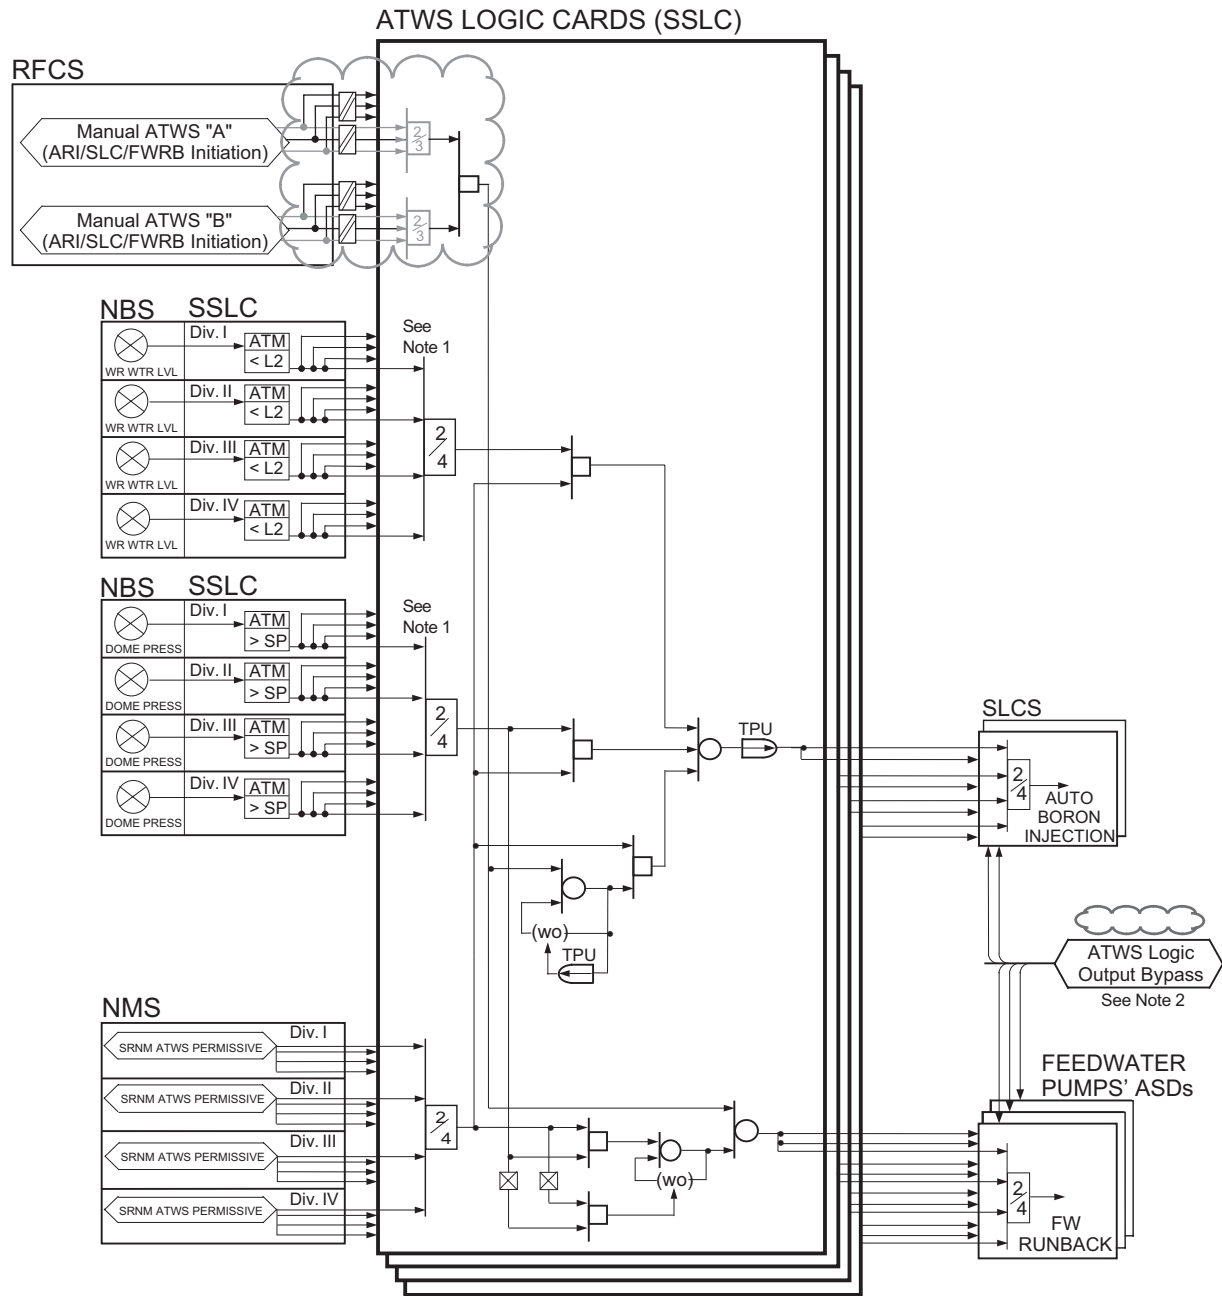 ATWS LOGIC CARDS (SSLC)
RFCS
Manual ATWS "A"
(ARI/SLC/FWRB Initiation)
2/3
Manual ATWS "B"
(ARI/SLC/FWRB Initiation)
2/3
NBS SSLC
Div. I
ATM
< L2
WR WTR LVL
Div. II
ATM
< L2
WR WTR LVL
Div. III
ATM
< L2
WR WTR LVL
Div. IV
ATM
< L2
WR WTR LVL
See
Note 1
2/4
NBS SSLC
Div. I
ATM
> SP
DOME PRESS
Div. II
ATM
> SP
DOME PRESS
Div. III
ATM
> SP
DOME PRESS
Div. IV
ATM
> SP
DOME PRESS
See
Note 1
2/4
TPU
(wo)
TPU
SLCS
2/4
AUTO
BORON
INJECTION
ATWS Logic
Output Bypass
See Note 2
NMS
Div. I
SRNM ATWS PERMISSIVE
Div. II
SRNM ATWS PERMISSIVE
Div. III
SRNM ATWS PERMISSIVE
Div. IV
SRNM ATWS PERMISSIVE
2/4
(wo)
FEEDWATER
PUMPS' ASDs
2/4
FW
RUNBACK